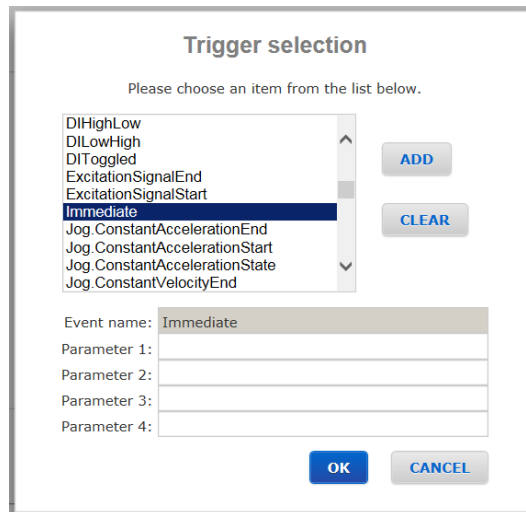 Trigger selection
Please choose an item from the list below.
DIHighLow
DILowHigh
DIToggled
ExcitationSignalEnd
ExcitationSignalStart
Immediate
Jog.ConstantAccelerationEnd
Jog.ConstantAccelerationStart
Jog.ConstantAccelerationState
Jog.ConstantVelocityEnd
ADD
CLEAR
Event name: Immediate
Parameter 1:
Parameter 2:
Parameter 3:
Parameter 4:
OK CANCEL